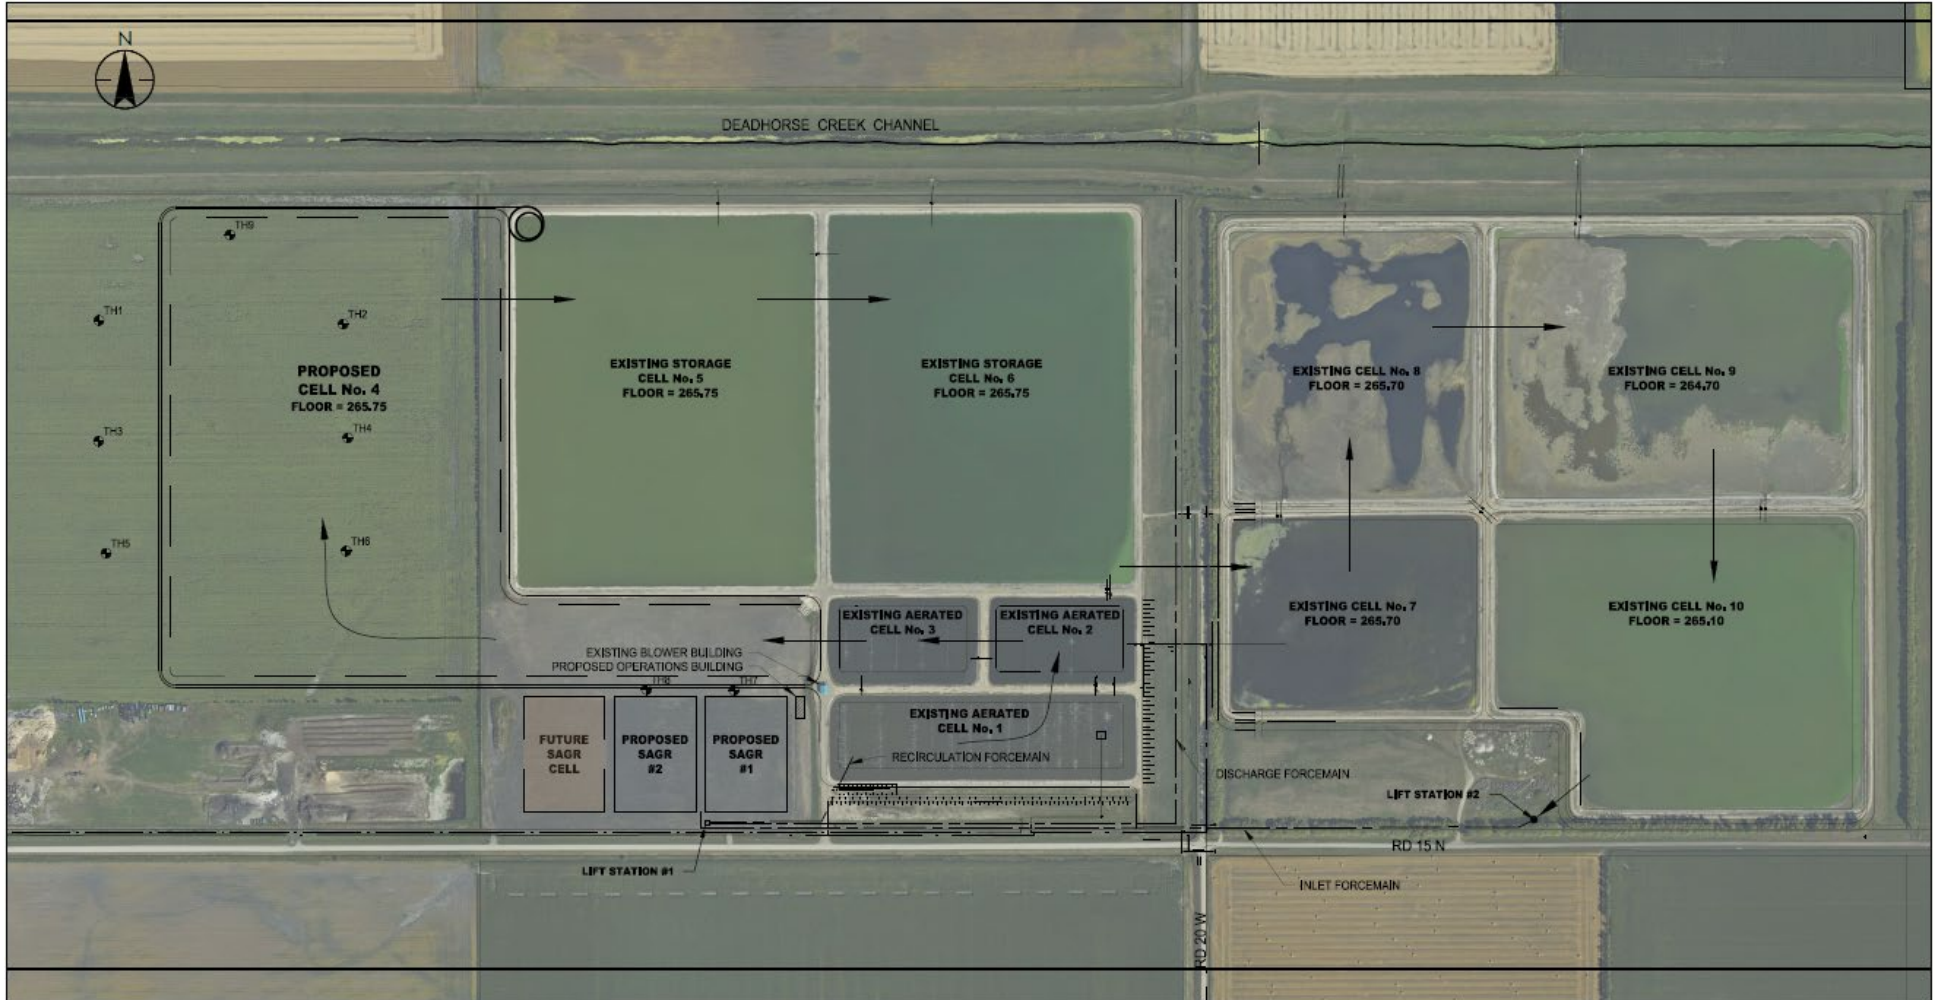 N
DEADHORSE CREEK CHANNEL
TH9
TH1
TH2
PROPOSED
CELL No. 4
FLOOR = 265.75
EXISTING STORAGE
CELL No. 5
FLOOR = 265.75
EXISTING STORAGE
CELL No. 6
FLOOR = 265.75
EXISTING CELL No. 8
FLOOR = 265.70
EXISTING CELL No. 9
FLOOR = 264.70
TH3
TH4
TH5
TH6
EXISTING AERATED
CELL No. 3
EXISTING AERATED
CELL No. 2
EXISTING CELL No. 7
FLOOR = 265.70
EXISTING CELL No. 10
FLOOR = 265.10
EXISTING BLOWER BUILDING
PROPOSED OPERATIONS BUILDING
TH8
TH7
EXISTING AERATED
CELL No. 1
FUTURE
SAGR
CELL
PROPOSED
SAGR
#2
PROPOSED
SAGR
#1
RECIRCULATION FORCEMAIN
DISCHARGE FORCEMAIN
LIFT STATION #2
RD 15 N
LIFT STATION #1
INLET FORCEMAIN
RD 20 W